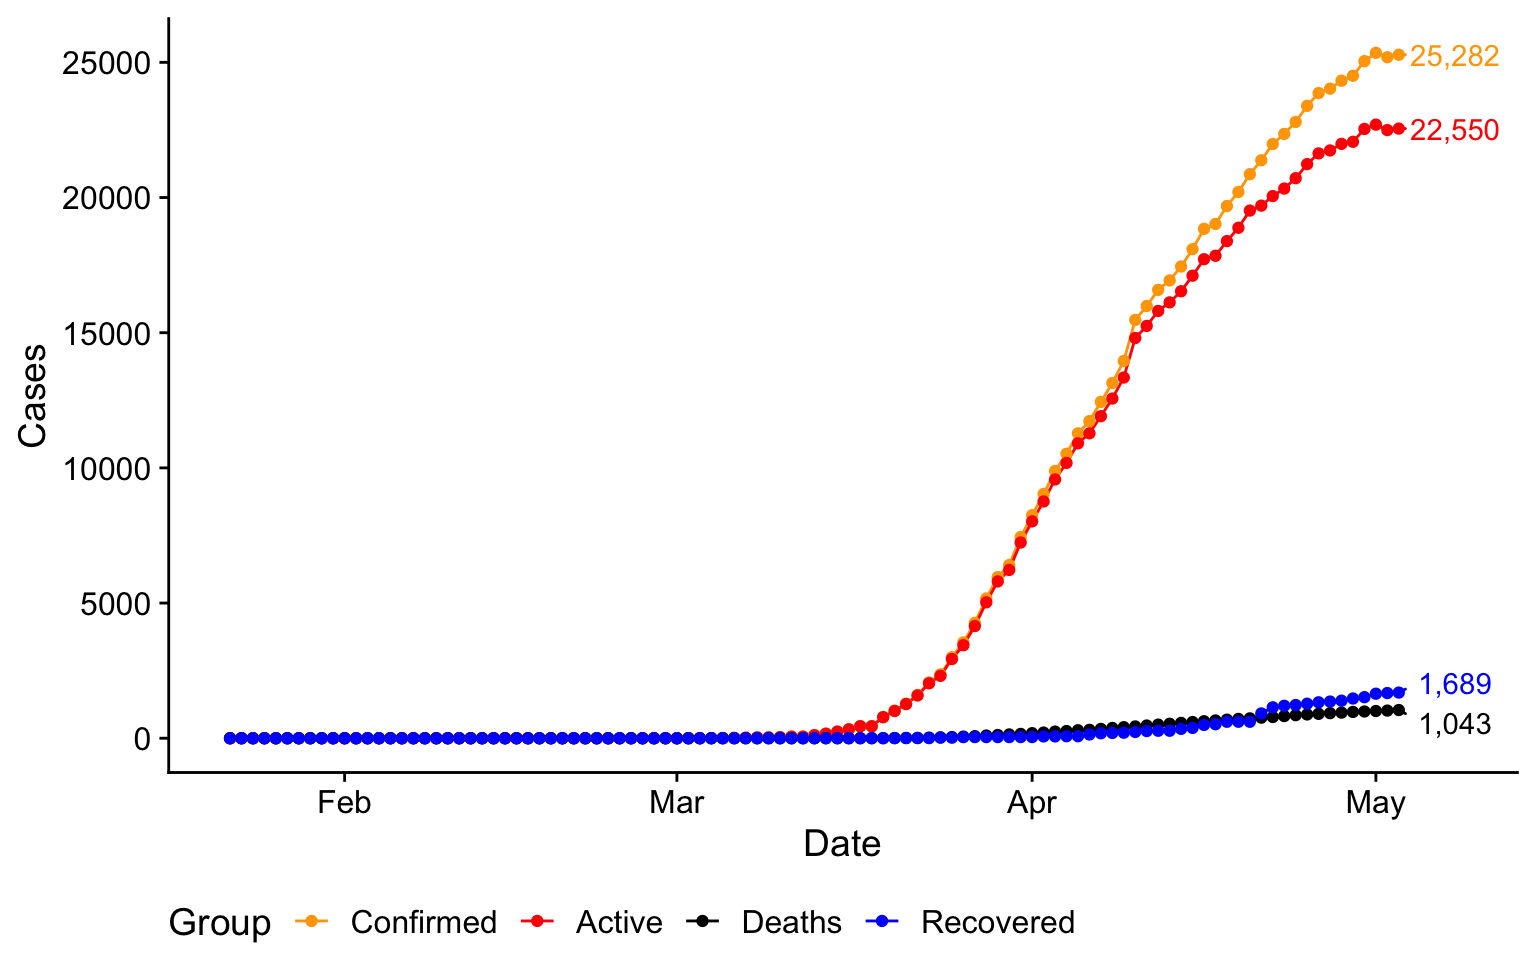 25000
20000
15000
10000
5000
0
Cases
25,282
22,550
1,689
1,043
Feb Mar Apr May
Date
Group Confirmed Active Deaths Recovered